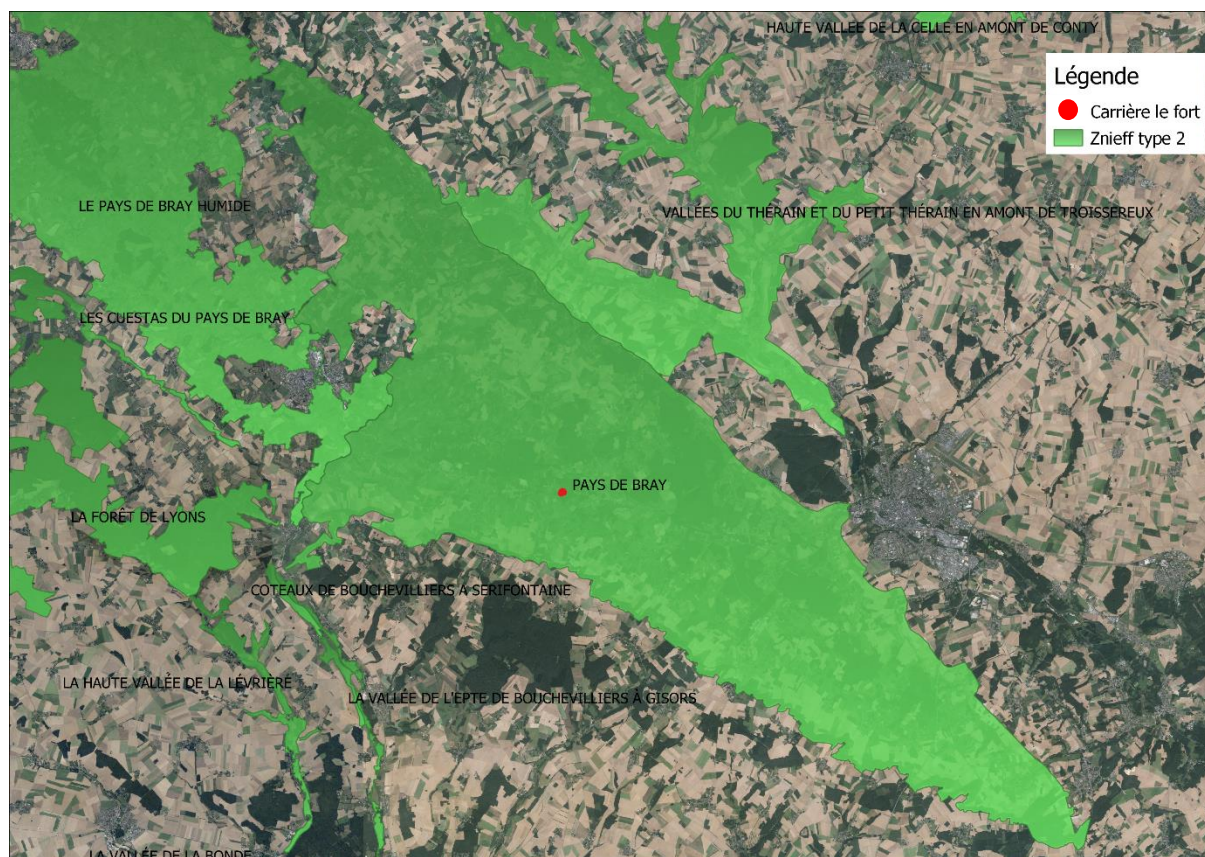 HAUTE VALLÉE DE LA CELLE EN AMONT DE CONTY
Légende
Carrière le fort
Znieff type 2
LE PAYS DE BRAY HUMIDE
VALLÉES DU THÉRAIN ET DU PETIT THÉRAIN EN AMONT DE TROISSEREUX
LES CUESTAS DU PAYS DE BRAY
PAYS DE BRAY
LA FORÊT DE LYONS
COTEAUX DE BOUCHEVILLIERS À SÉRIFONTAINE
LA HAUTE VALLÉE DE LA LÉVRIÈRE
LA VALLÉE DE L'EPTE DE BOUCHEVILLIERS À GISORS
LA VALLÉE DE LA BONDE